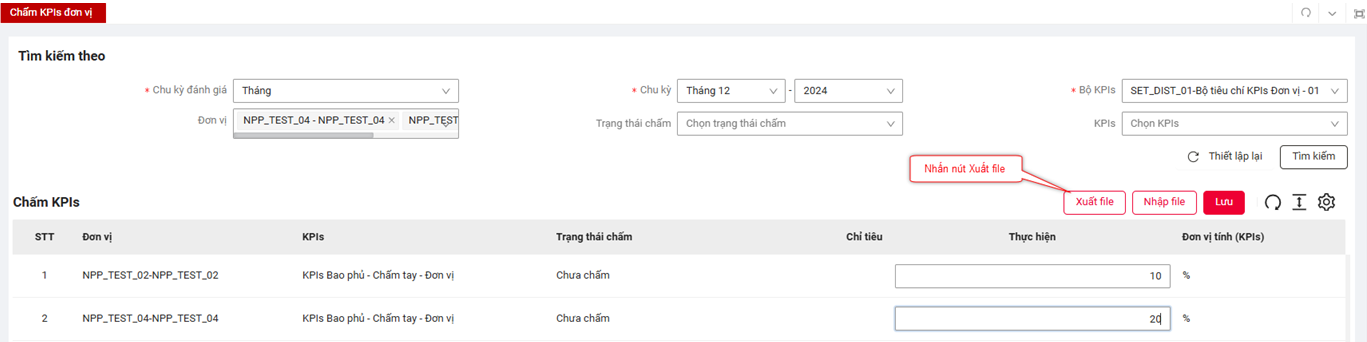 Chấm KPIs đơn vị
Tìm kiếm theo
* Chu kỳ đánh giá Tháng * Chu kỳ Tháng 12 - 2024 * Bộ KPIs SET_DIST_01-Bộ tiêu chí KPIs Đơn vị - 01
Đơn vị NPP_TEST_04 - NPP_TEST_04 × NPP_TEST Trạng thái chấm Chọn trạng thái chấm KPIs Chọn KPIs
Thiết lập lại Tìm kiếm
Nhấn nút Xuất file
Chấm KPIs Xuất file Nhập file Lưu
STT Đơn vị KPIs Trạng thái chấm Chỉ tiêu Thực hiện Đơn vị tính (KPIs)
1 NPP_TEST_02-NPP_TEST_02 KPIs Bao phủ - Chấm tay - Đơn vị Chưa chấm 10 %
2 NPP_TEST_04-NPP_TEST_04 KPIs Bao phủ - Chấm tay - Đơn vị Chưa chấm 20 %